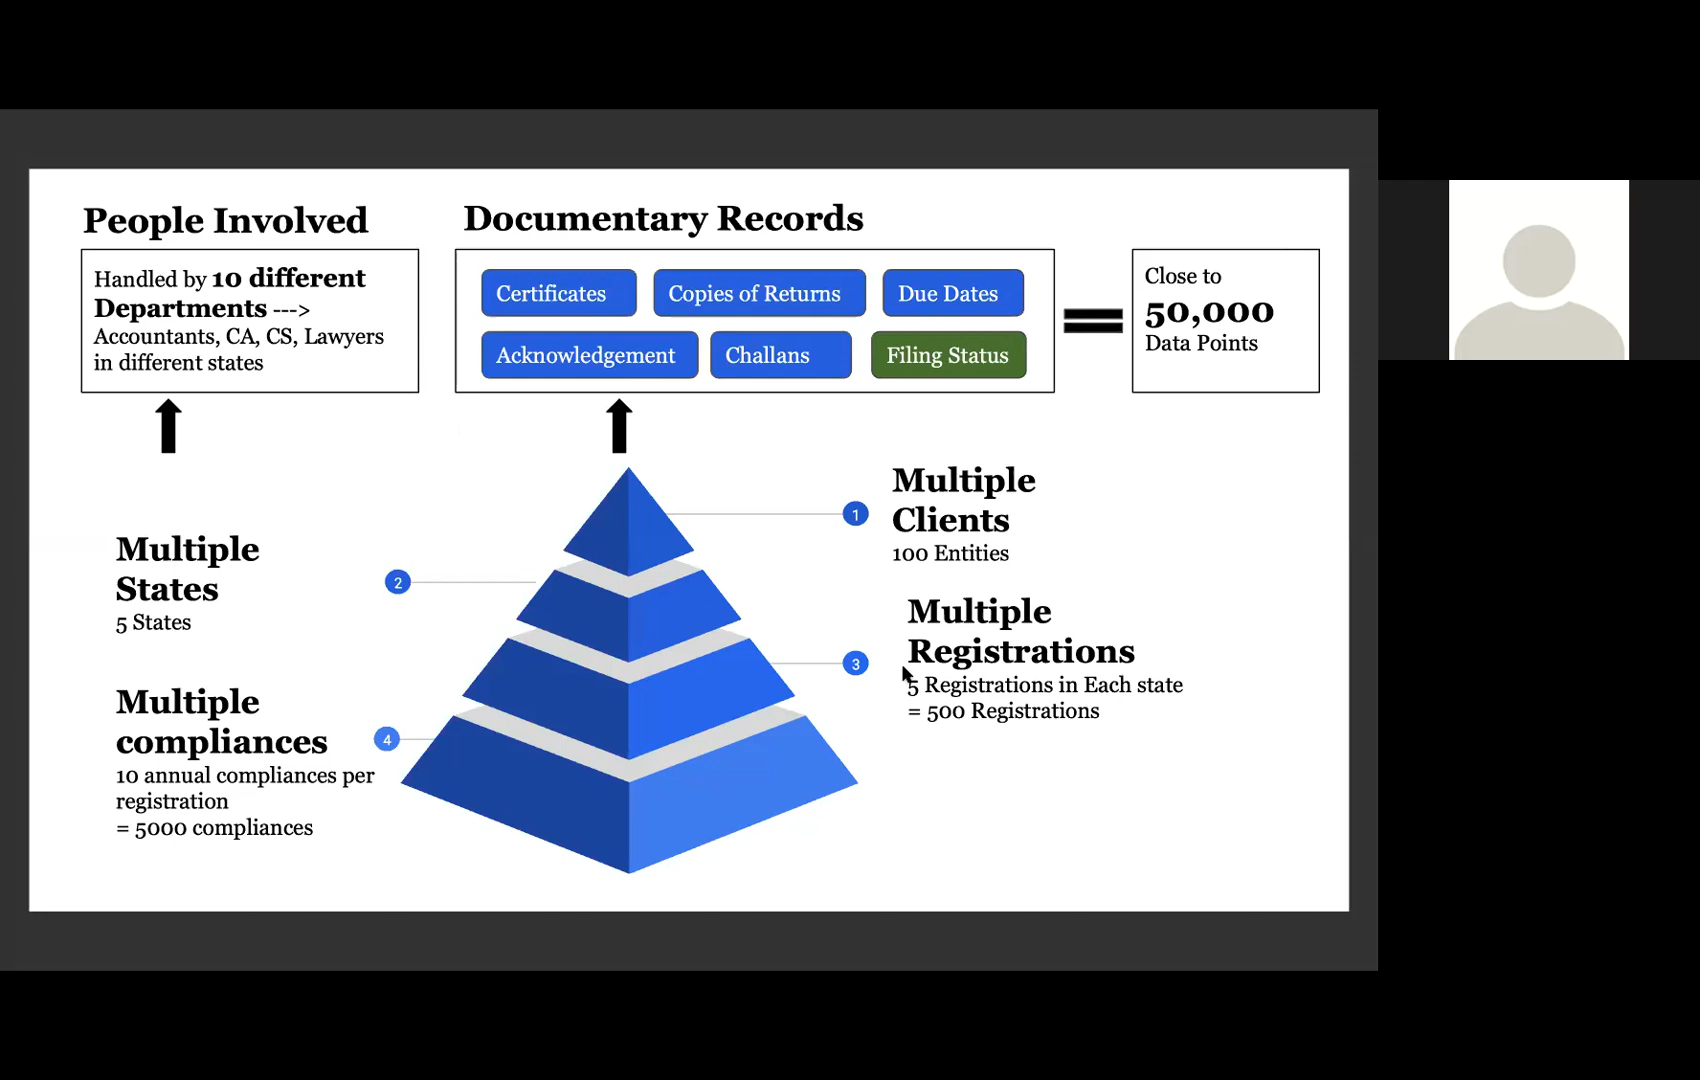 People Involved
Handled by 10 different
Departments --->
Accountants, CA, CS, Lawyers
in different states
Documentary Records
Certificates
Copies of Returns
Due Dates
Acknowledgement
Challans
Filing Status
Close to
50,000
Data Points
1
Multiple
Clients
100 Entities
Multiple
States
5 States
2
3
Multiple
Registrations
5 Registrations in Each state
= 500 Registrations
Multiple
compliances
10 annual compliances per
registration
= 5000 compliances
4